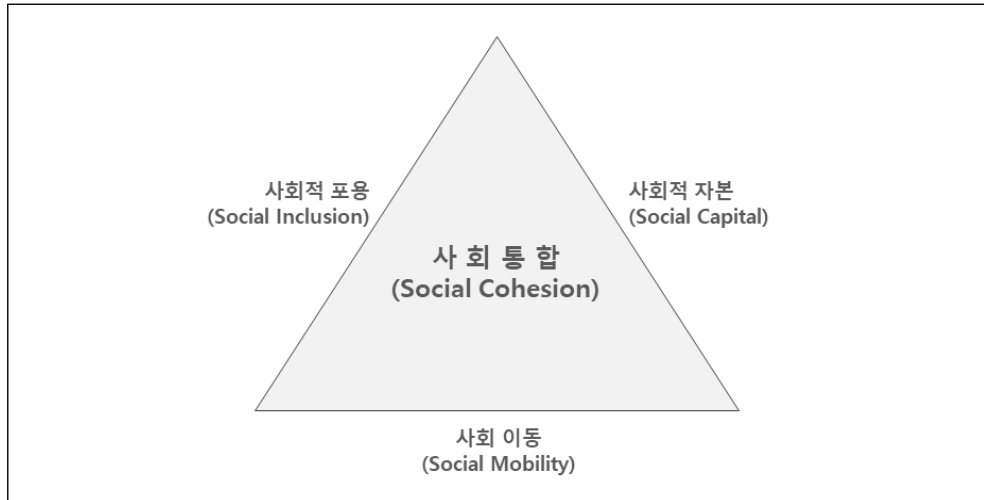 사회적 포용
(Social Inclusion)
사회적 자본
(Social Capital)
사 회 통 합
(Social Cohesion)
사회 이동
(Social Mobility)